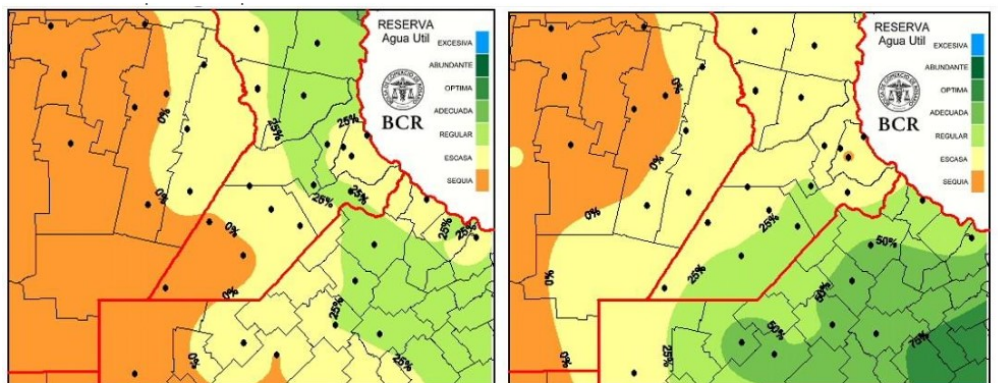 RESERVA
Agua Util
EXCESIVA
ABUNDANTE
OPTIMA
ADECUADA
REGULAR
ESCASA
SEQUIA
BCR
0%
25%
25%
0%
25%
25%
0%
25%
25%
0%
25%
0%
25%
RESERVA
Agua Util
EXCESIVA
ABUNDANTE
OPTIMA
ADECUADA
REGULAR
ESCASA
SEQUIA
BCR
0%
0%
0%
25%
50%
0%
25%
50%
50%
75%
0%
25%